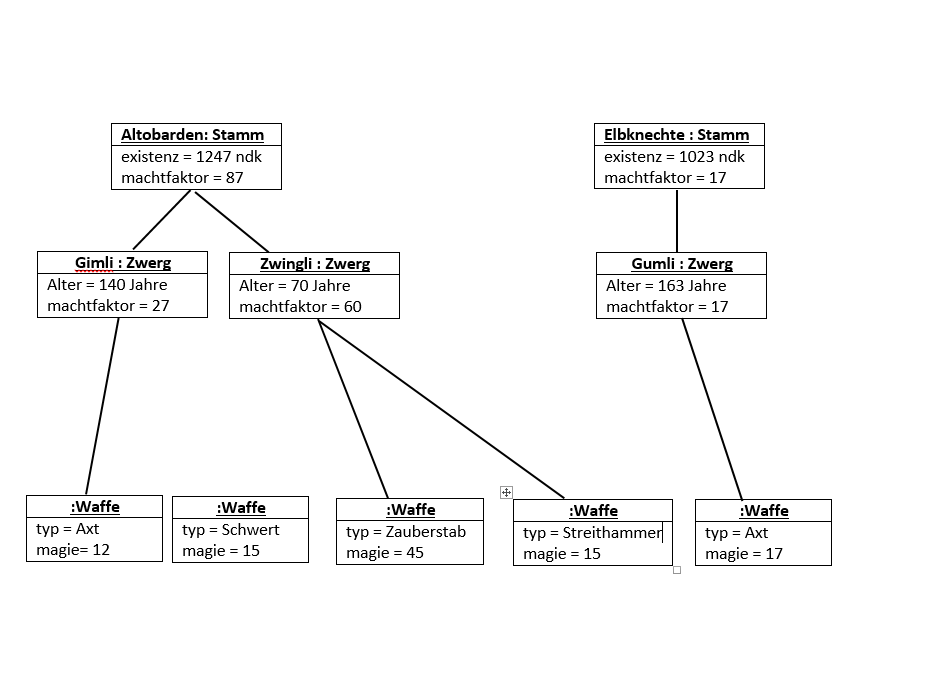 Altobarden: Stamm
existenz = 1247 ndk
machtfaktor = 87
Elbknechte : Stamm
existenz = 1023 ndk
machtfaktor = 17
Gimli : Zwerg
Alter = 140 Jahre
machtfaktor = 27
Zwingli : Zwerg
Alter = 70 Jahre
machtfaktor = 60
Gumli : Zwerg
Alter = 163 Jahre
machtfaktor = 17
:Waffe
typ = Axt
magie= 12
:Waffe
typ = Schwert
magie = 15
:Waffe
typ = Zauberstab
magie = 45
:Waffe
typ = Streithammer
magie = 15
:Waffe
typ = Axt
magie = 17